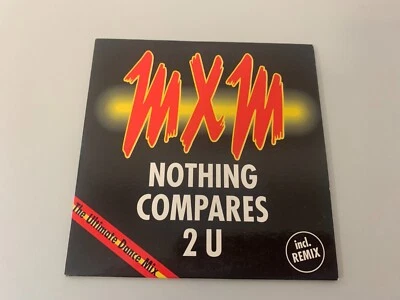 MXM
NOTHING
COMPARES
2 U
The Ultimate Dance Mix
incl.
REMIX